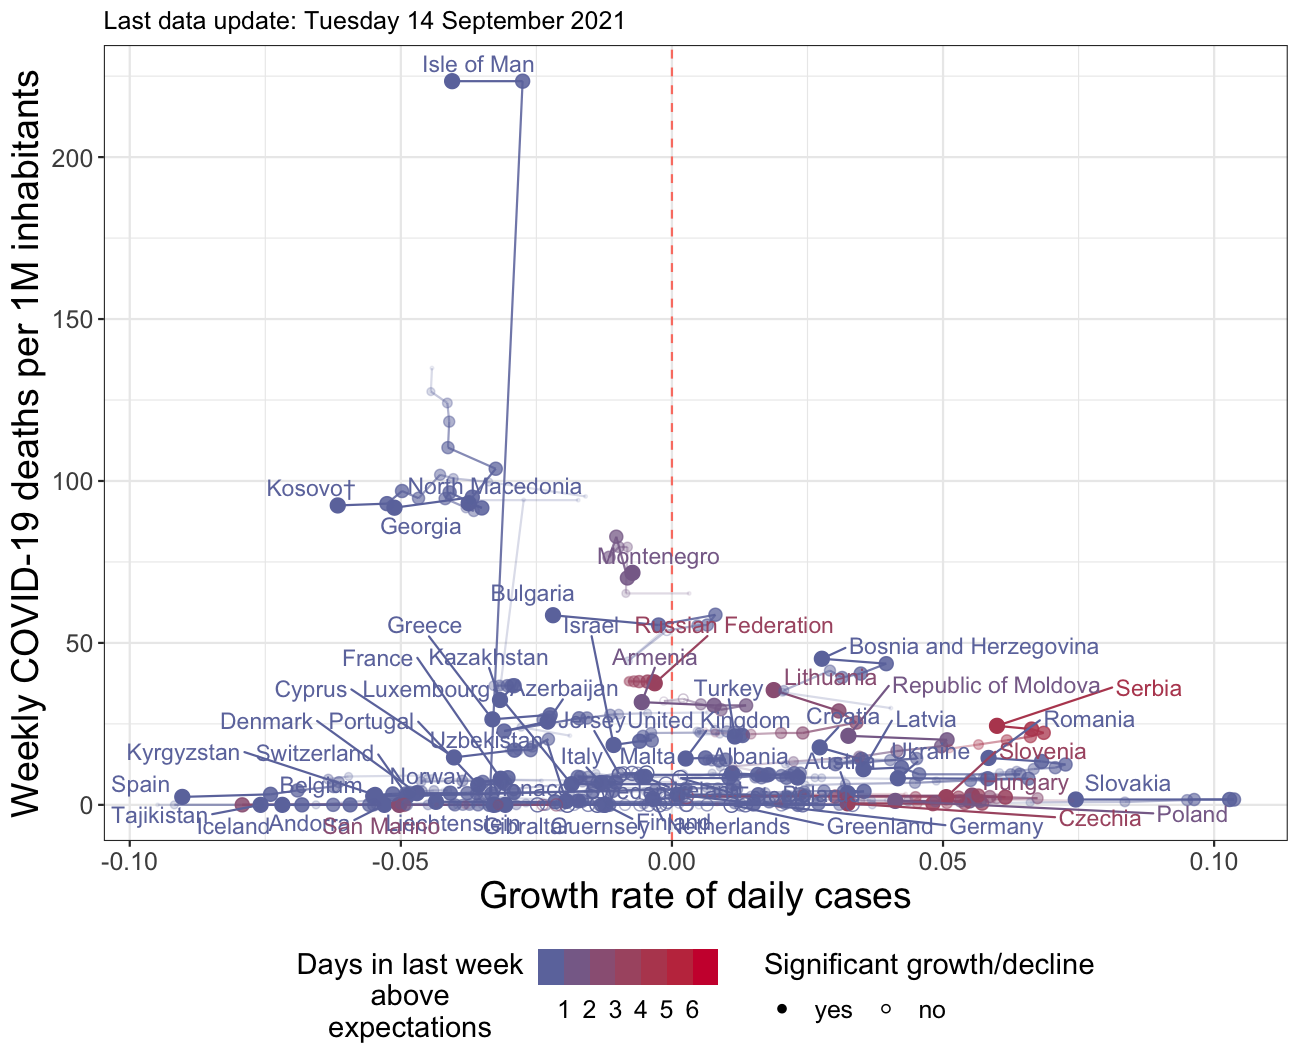 Last data update: Tuesday 14 September 2021
Weekly COVID-19 deaths per 1M inhabitants
200
150
100
50
0
Isle of Man
Kosovo†
North Macedonia
Georgia
Montenegro
Bulgaria
Greece
Israel
Russian Federation
France
Kazakhstan
Armenia
Bosnia and Herzegovina
Cyprus
Luxembourg
Azerbaijan
Turkey
Lithuania
Republic of Moldova
Serbia
Denmark
Portugal
Jersey
United Kingdom
Croatia
Latvia
Romania
Uzbekistan
Kyrgyzstan
Switzerland
Italy
Malta
Albania
Ukraine
Slovenia
Austria
Norway
Spain
Belgium
Hungary
Slovakia
Tajikistan
Iceland
Andorra
San Marino
Liechtenstein
Gibraltar
Guernsey
Finland
Netherlands
Greenland
Germany
Czechia
Poland
-0.10
-0.05
0.00
0.05
0.10
Growth rate of daily cases
Days in last week
above
expectations
1 2 3 4 5 6
Significant growth/decline
yes
no